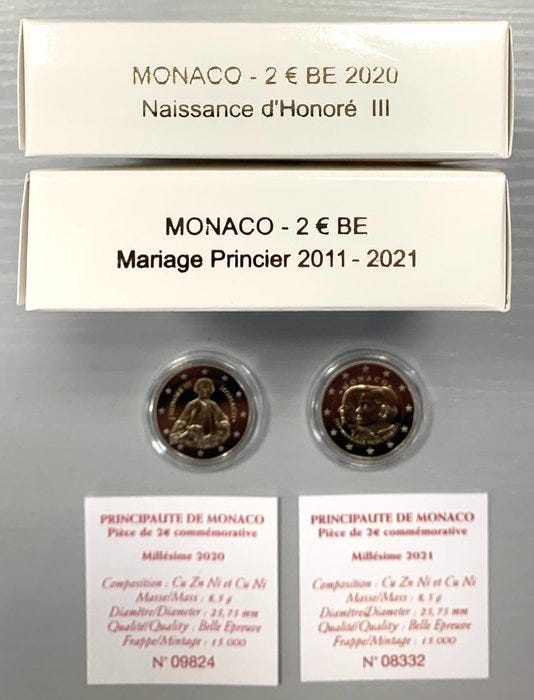 MONACO - 2 € BE 2020
Naissance d'Honoré III
MONACO - 2 € BE
Mariage Princier 2011 - 2021
HONORÉ III MONACO
MONACO
PRINCIPAUTE DE MONACO
Pièce de 2€ commémorative
Millésime 2020
Composition : Cu Zn Ni et Cu Ni
Masse/Mass : 8,5 g
Diamètre/Diameter : 25,75 mm
Qualité/Quality : Belle Epreuve
Frappe/Mintage : 15.000
N° 09824
PRINCIPAUTE DE MONACO
Pièce de 2€ commémorative
Millésime 2021
Composition : Cu Zn Ni et Cu Ni
Masse/Mass : 8,5 g
Diamètre/Diameter : 25,75 mm
Qualité/Quality : Belle Epreuve
Frappe/Mintage : 15.000
N° 08332